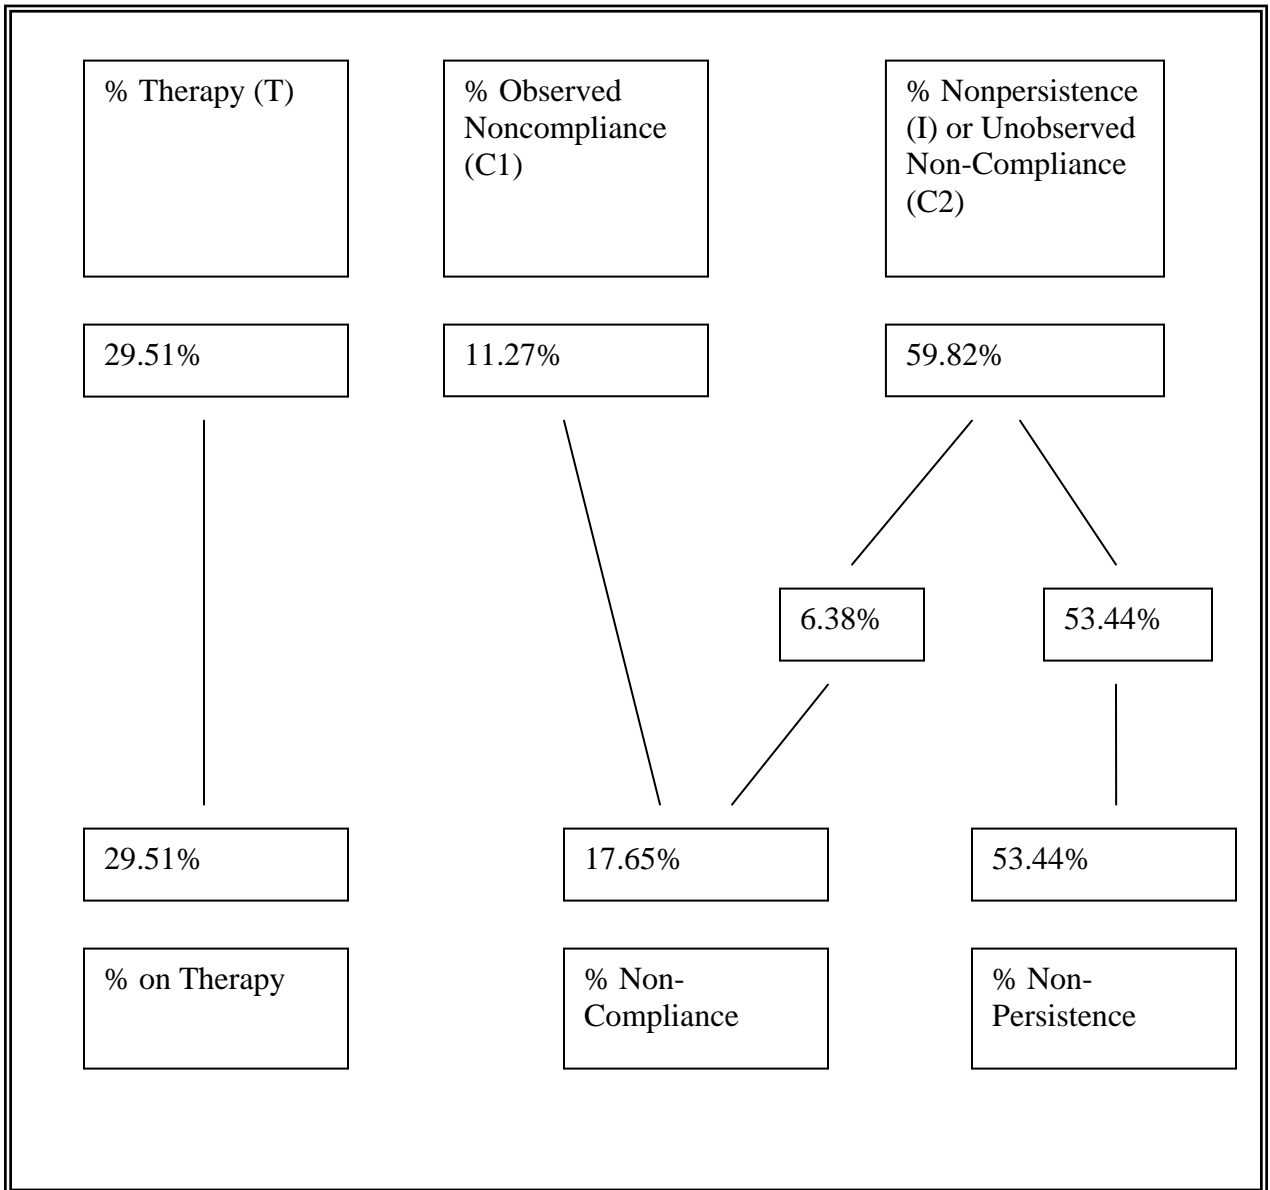 % Therapy (T)
% Observed
Noncompliance
(C1)
% Nonpersistence
(I) or Unobserved
Non-Compliance
(C2)
29.51%
11.27%
59.82%
6.38%
53.44%
29.51%
17.65%
53.44%
% on Therapy
% Non-
Compliance
% Non-
Persistence